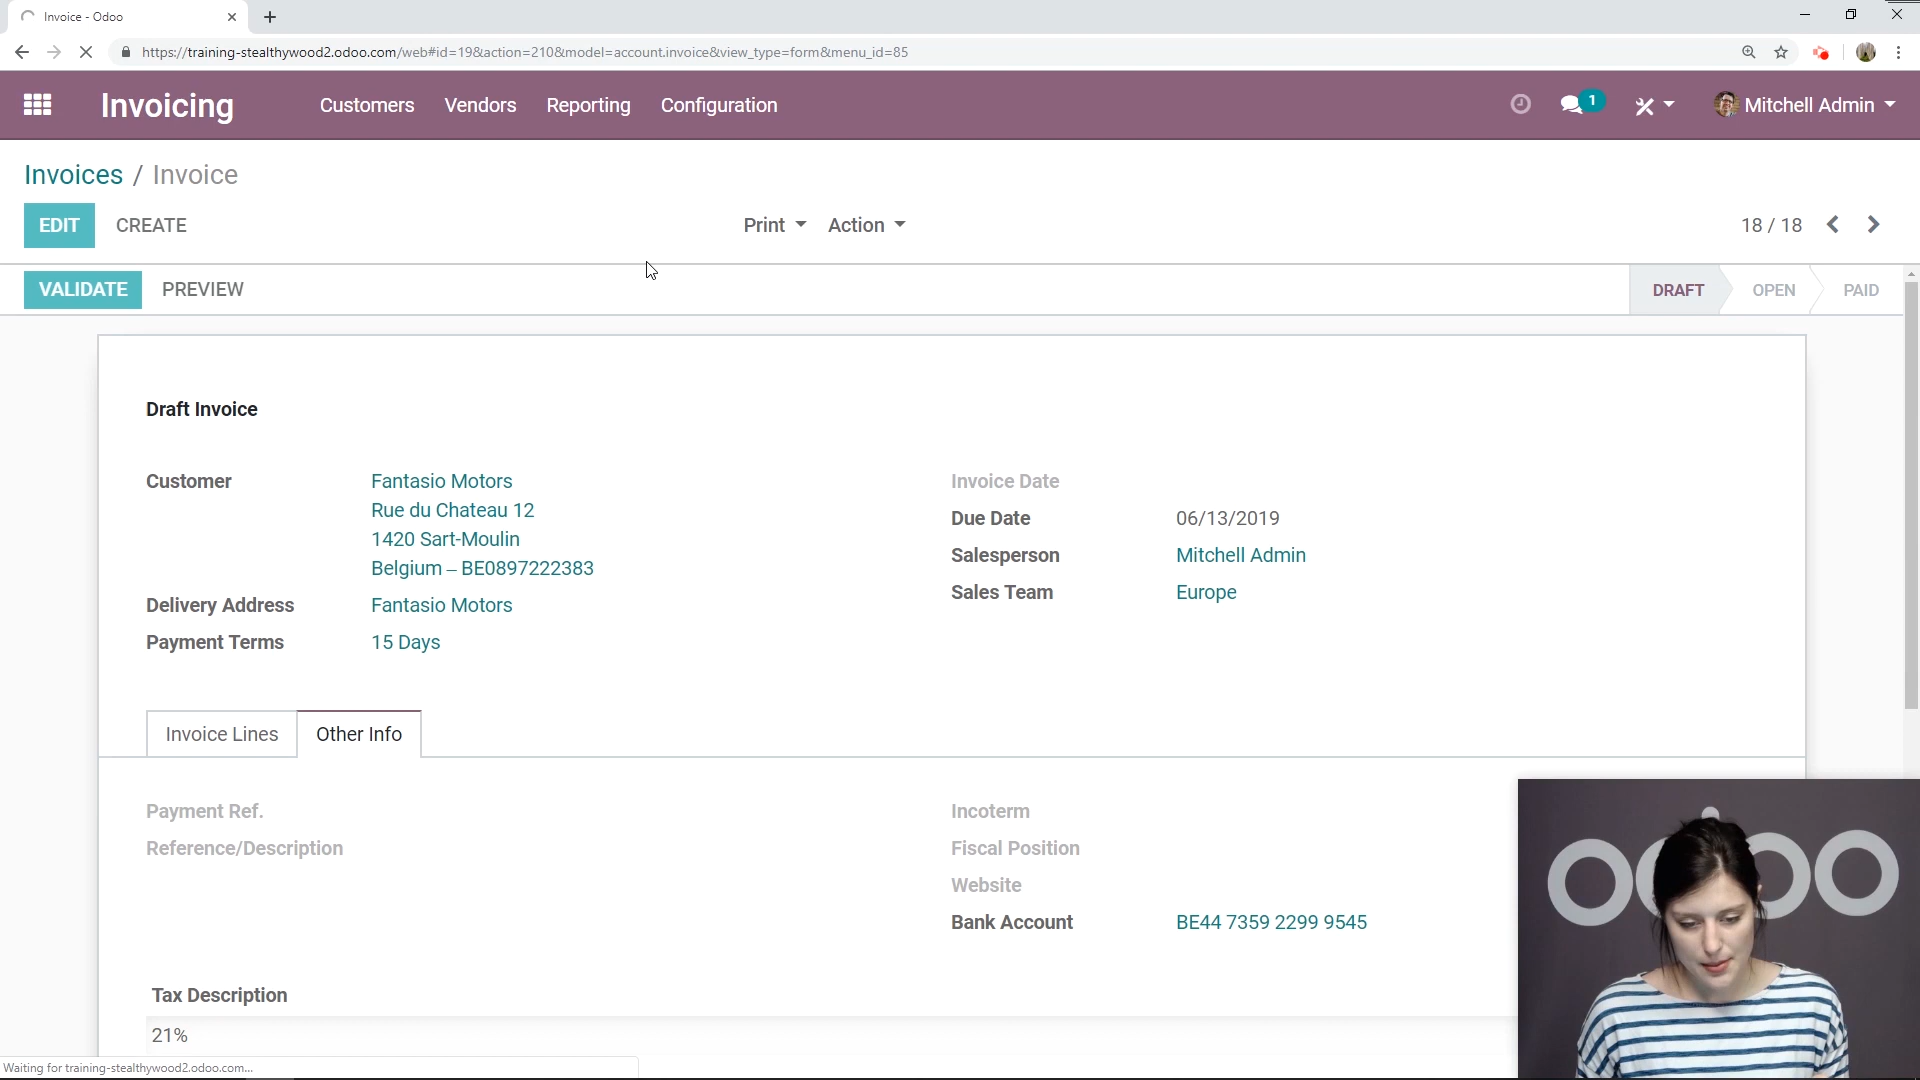 Invoice - Odoo
https://training-stealthywood2.odoo.com/web#id=19&action=210&model=account.invoice&view_type=form&menu_id=85
Invoicing Customers Vendors Reporting Configuration 1 Mitchell Admin
Invoices / Invoice
EDIT CREATE Print Action 18 / 18
VALIDATE PREVIEW DRAFT OPEN PAID
Draft Invoice
Customer Fantasio Motors Invoice Date
Rue du Chateau 12 Due Date 06/13/2019
1420 Sart-Moulin Salesperson Mitchell Admin
Belgium – BE0897222383 Sales Team Europe
Delivery Address Fantasio Motors
Payment Terms 15 Days
Invoice Lines Other Info
Payment Ref. Incoterm
Reference/Description Fiscal Position
Website
Bank Account BE44 7359 2299 9545
Tax Description
21%
Waiting for training-stealthywood2.odoo.com...
odoo